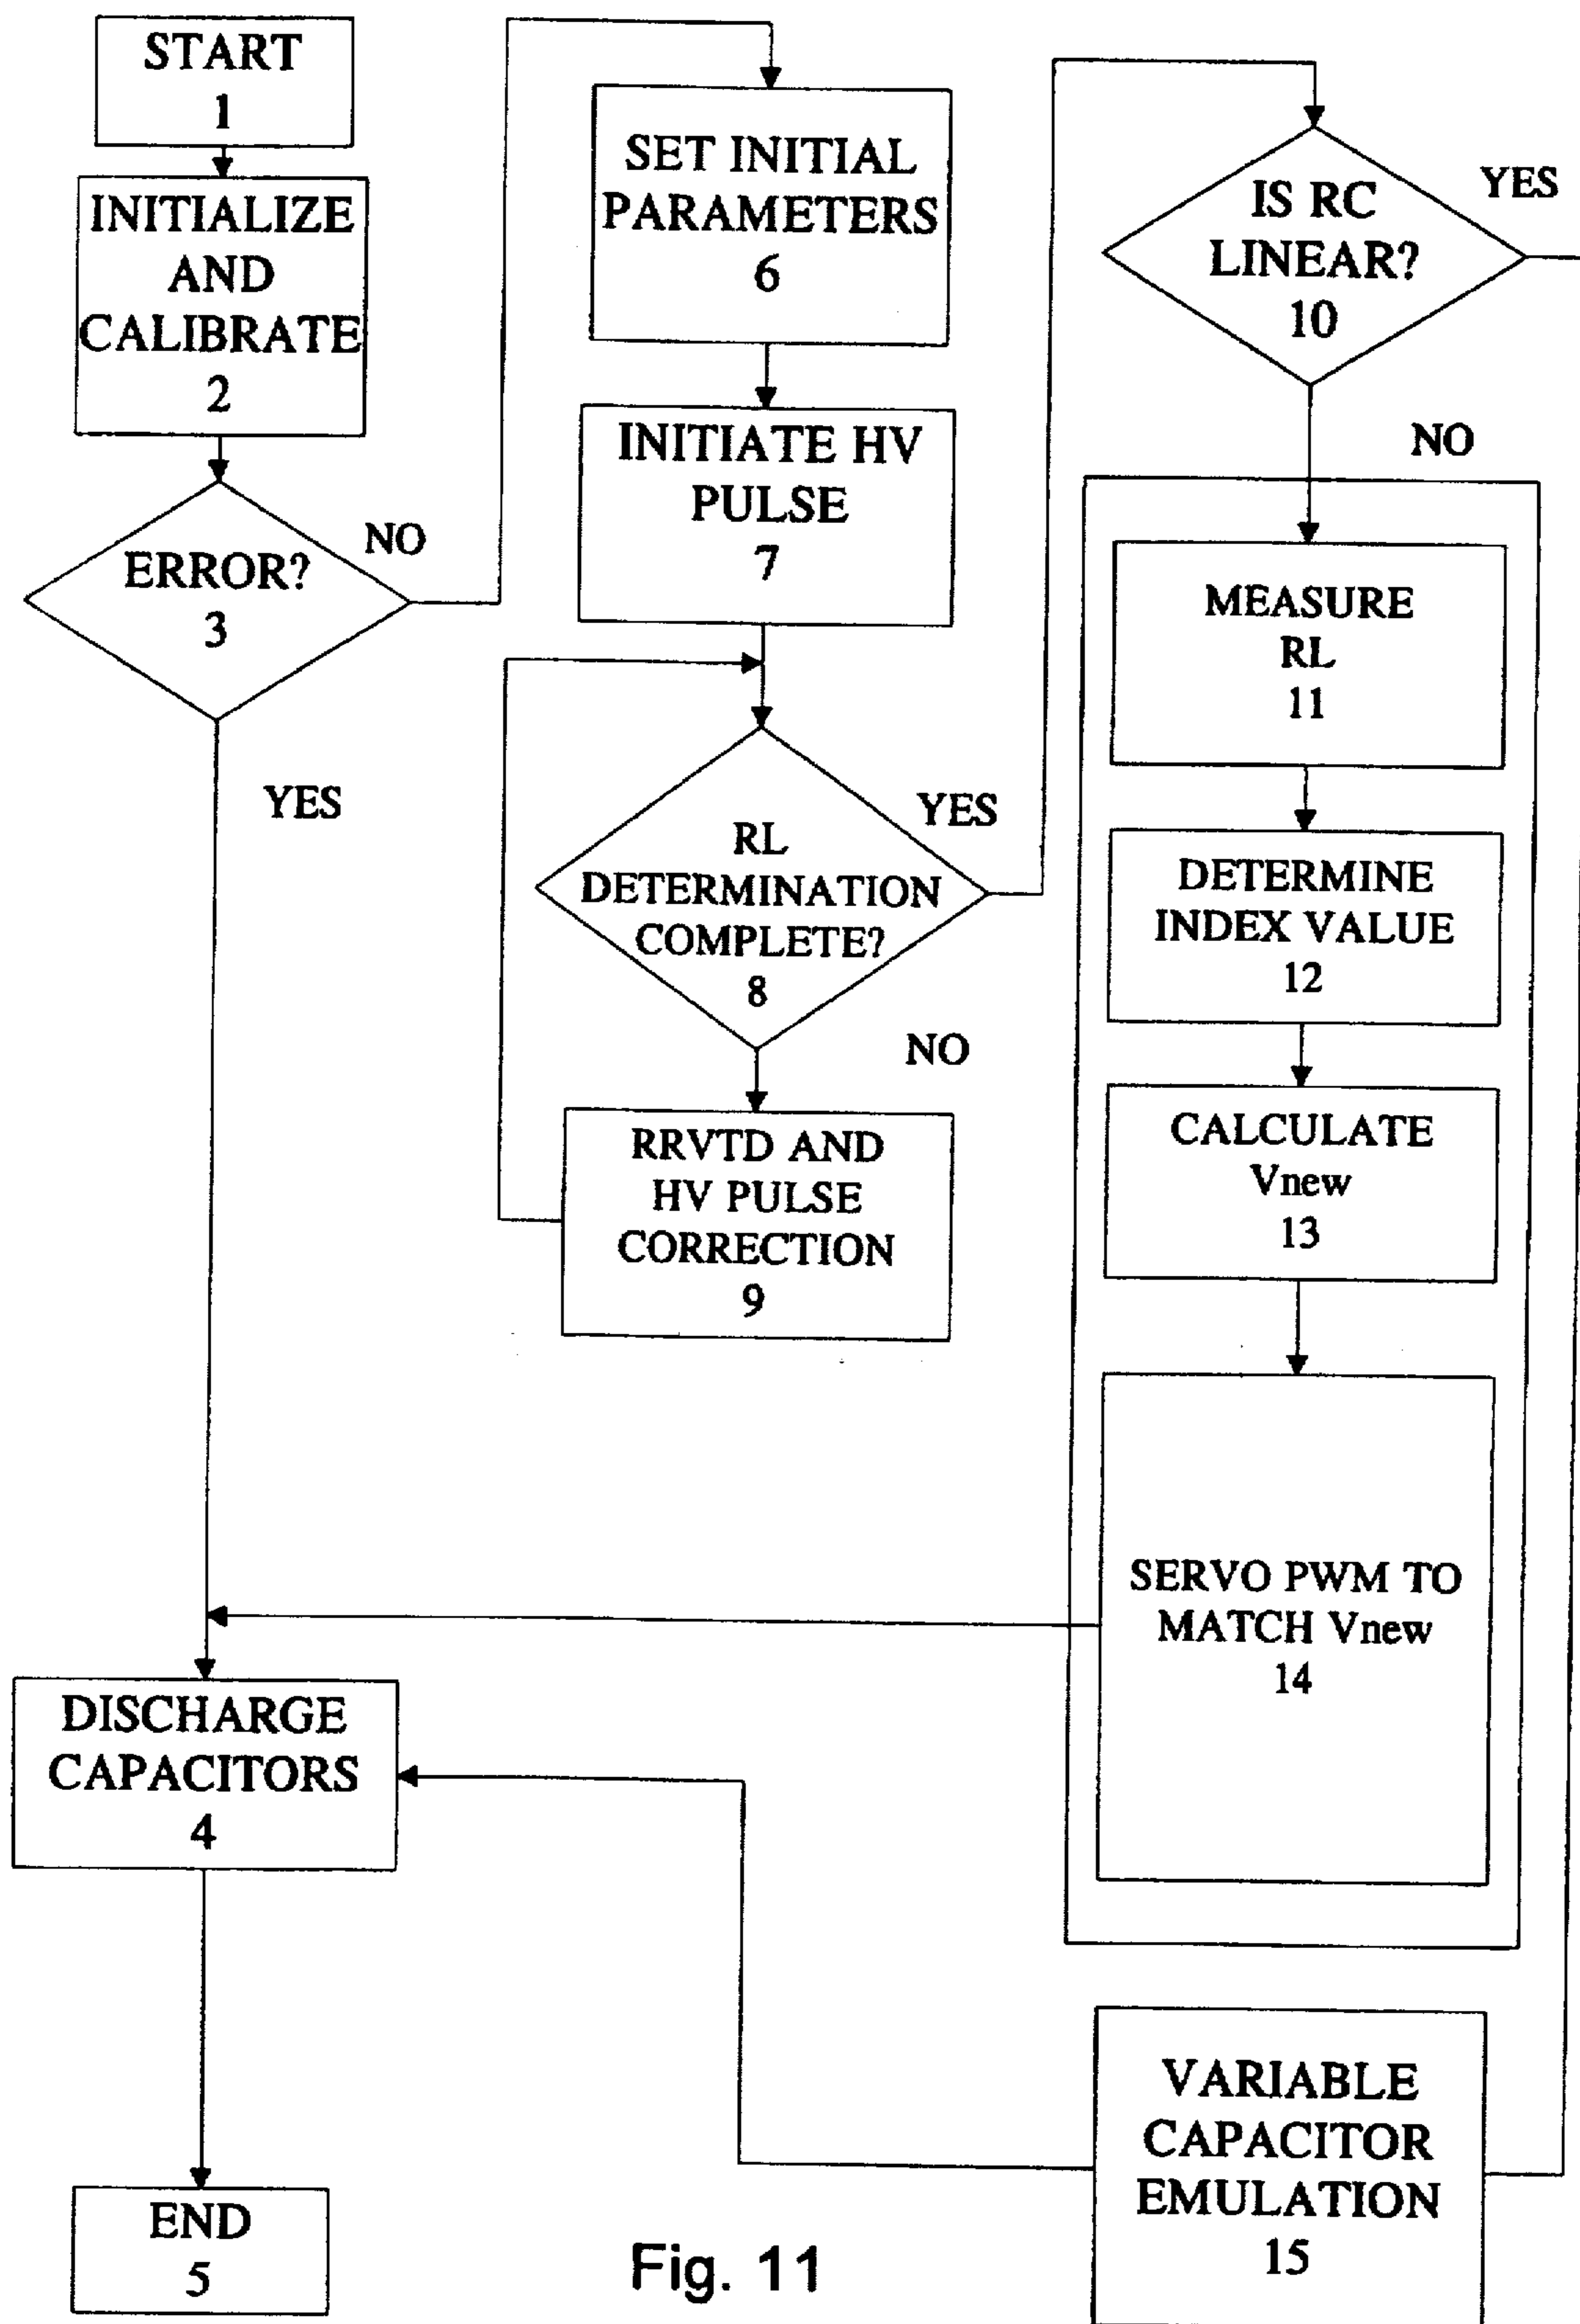 START
1
INITIALIZE
AND
CALIBRATE
2
ERROR?
3
NO
YES
DISCHARGE
CAPACITORS
4
END
5
SET INITIAL
PARAMETERS
6
INITIATE HV
PULSE
7
RL
DETERMINATION
COMPLETE?
8
YES
NO
RRVTD AND
HV PULSE
CORRECTION
9
IS RC
LINEAR?
10
YES
NO
MEASURE
RL
11
DETERMINE
INDEX VALUE
12
CALCULATE
Vnew
13
SERVO PWM TO
MATCH Vnew
14
VARIABLE
CAPACITOR
EMULATION
15
Fig. 11